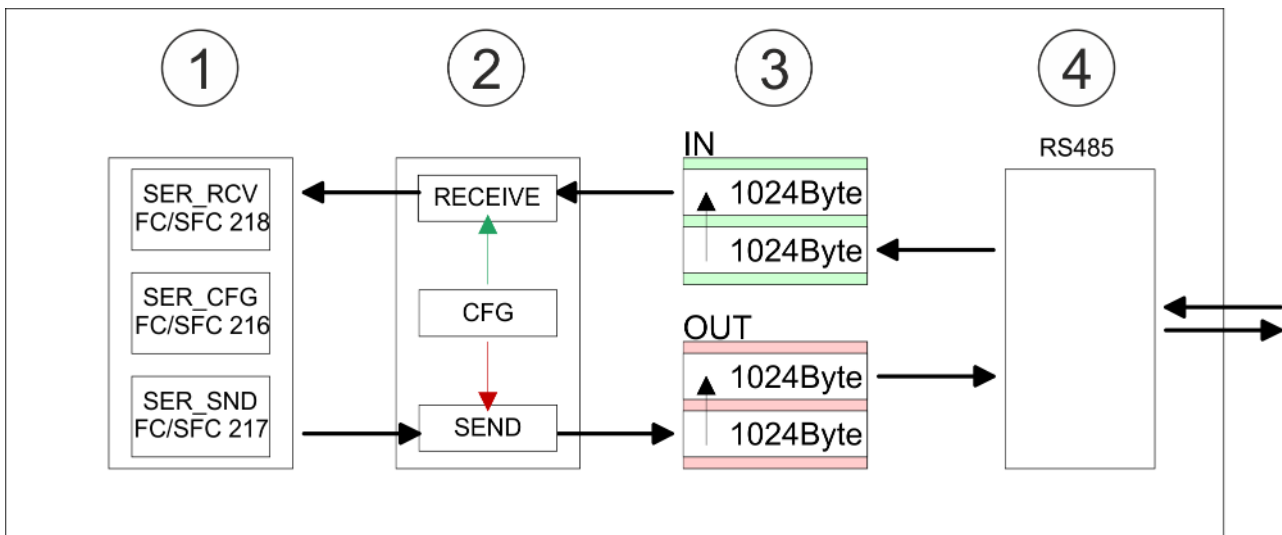 1
2
3
4
SER_RCV
FC/SFC 218
SER_CFG
FC/SFC 216
SER_SND
FC/SFC 217
RECEIVE
CFG
SEND
IN
1024Byte
1024Byte
OUT
1024Byte
1024Byte
RS485